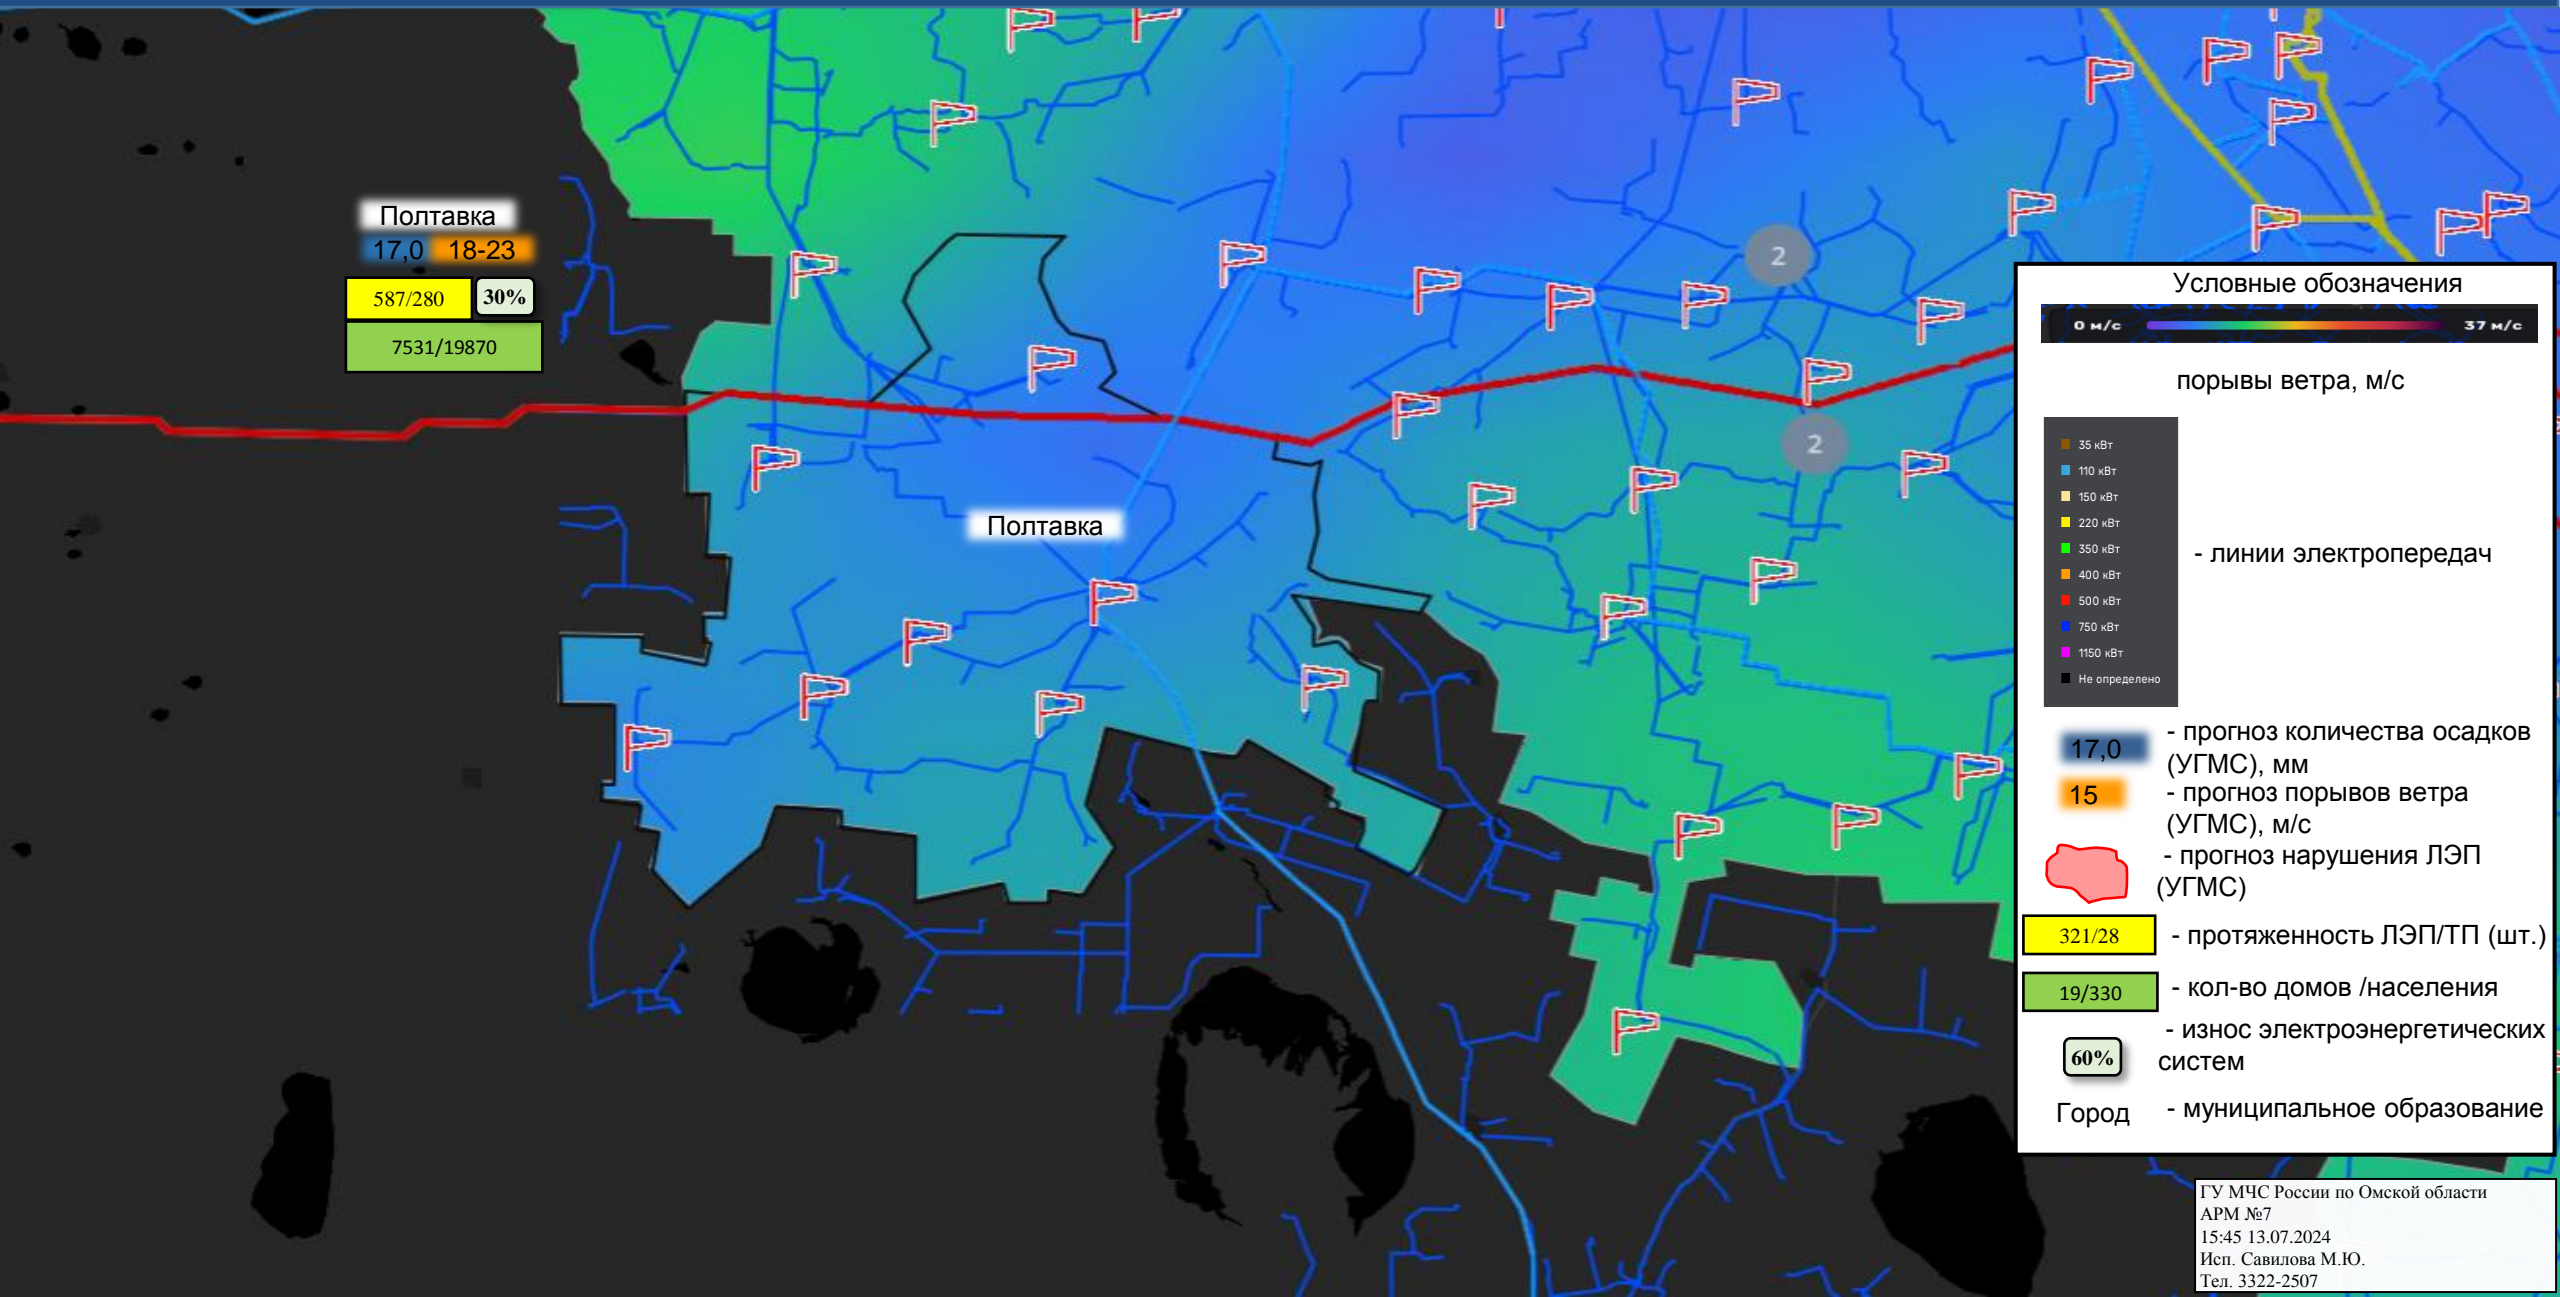 Полтавка
17,0 18-23
587/280 30%
7531/19870
2
2
Полтавка
Условные обозначения
0 м/с 37 м/с
порывы ветра, м/с
35 кВт
110 кВт
150 кВт
220 кВт
350 кВт
400 кВт
500 кВт
750 кВт
1150 кВт
Не определено
- линии электропередач
17,0 - прогноз количества осадков
(УГМС), мм
15 - прогноз порывов ветра
(УГМС), м/с
- прогноз нарушения ЛЭП
(УГМС)
321/28 - протяженность ЛЭП/ТП (шт.)
19/330 - кол-во домов /населения
60% - износ электроэнергетических
систем
Город - муниципальное образование
ГУ МЧС России по Омской области
АРМ №7
15:45 13.07.2024
Исп. Савилова М.Ю.
Тел. 3322-2507